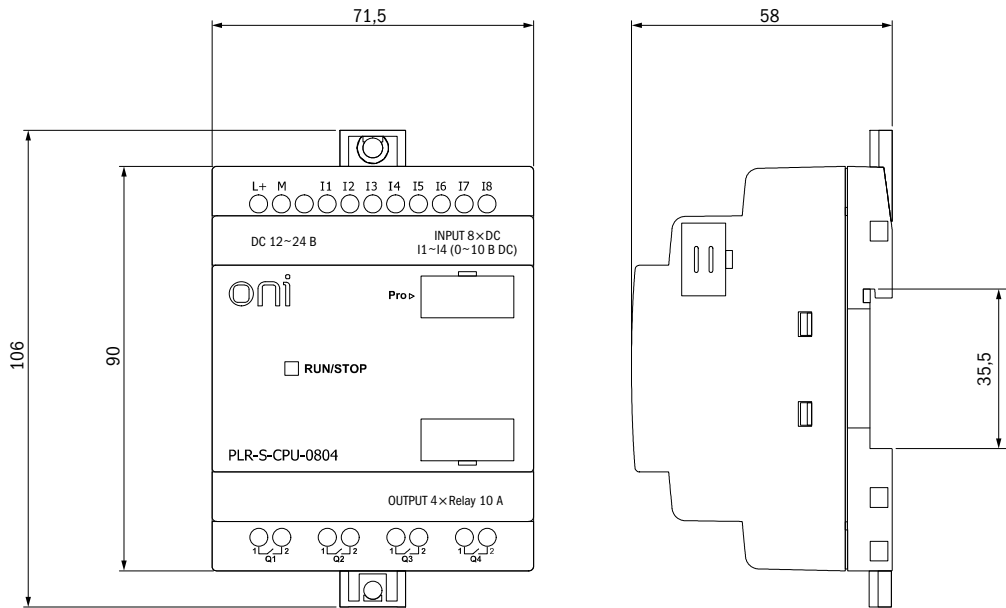 71,5
58
106
90
35,5
L+ M I1 I2 I3 I4 I5 I6 I7 I8
DC 12~24 В
INPUT 8×DC
I1~I4 (0~10 В DC)
oni
Pro▹
RUN/STOP
PLR-S-CPU-0804
OUTPUT 4×Relay 10 A
1 2 1 2 1 2 1 2
Q1 Q2 Q3 Q4